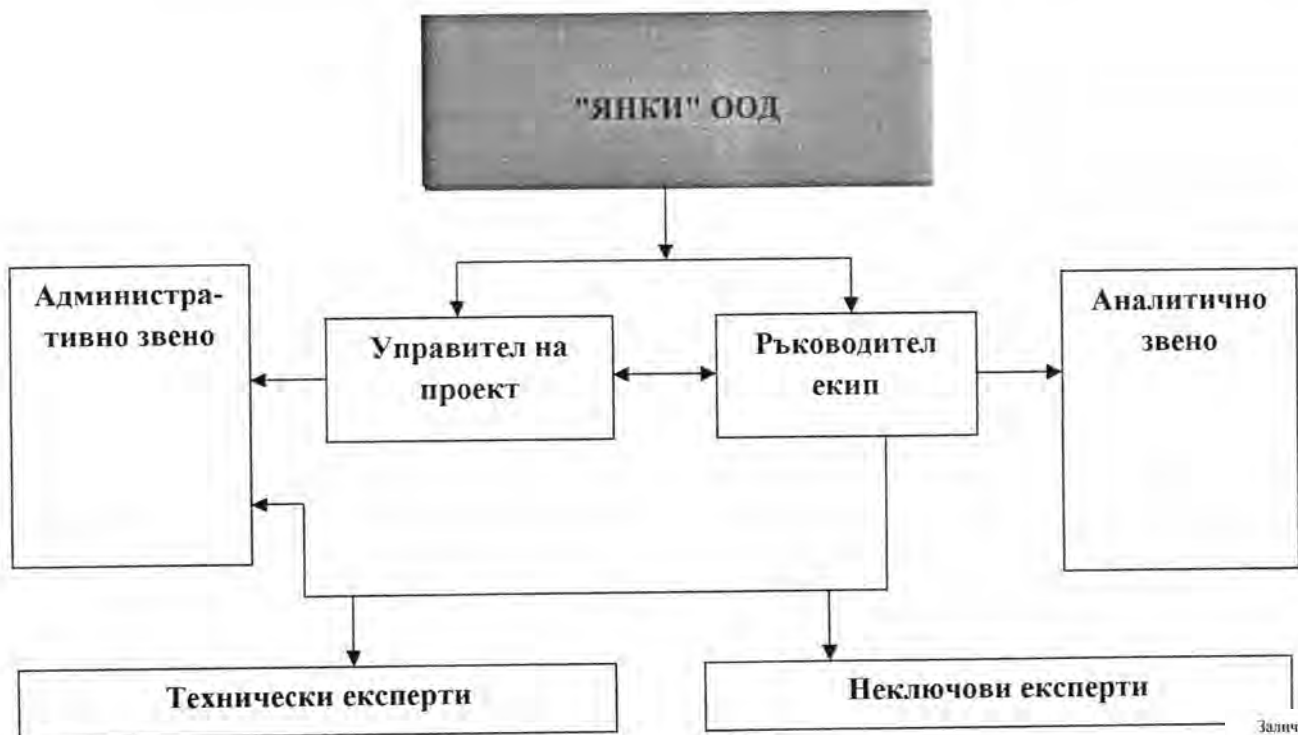 "ЯНКИ" ООД
Администра-
тивно звено
Управител на
проект
Ръководител
екип
Аналитично
звено
Технически експерти
Неключови експерти